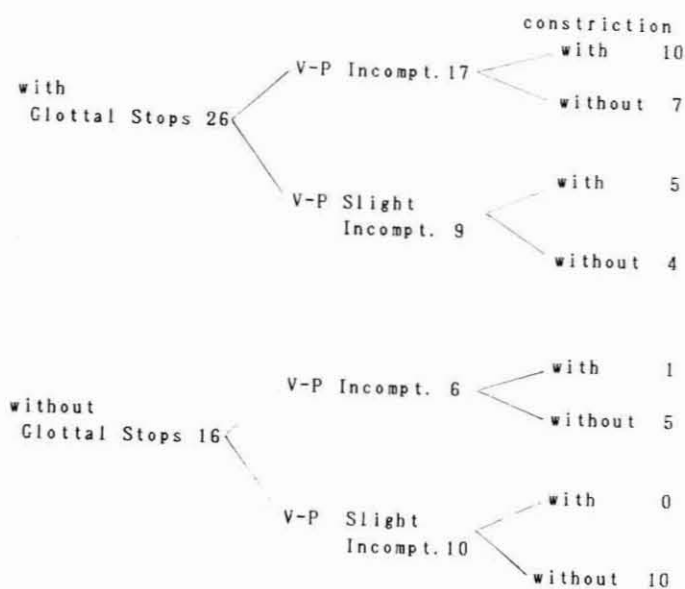 constriction
with 10
V-P Incompt. 17
with
Glottal Stops 26
without 7
with 5
V-P Slight
Incompt. 9
without 4
with 1
V-P Incompt. 6
without
Glottal Stops 16
without 5
with 0
V-P Slight
Incompt. 10
without 10